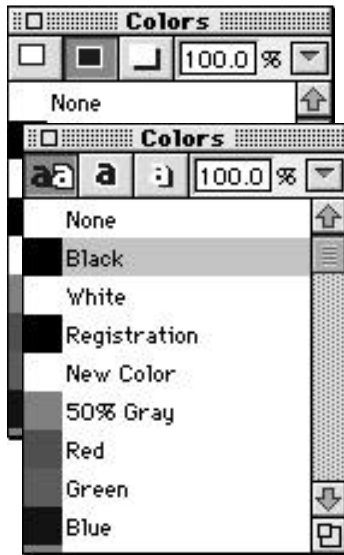 Colors
100.0 %
None
Colors
aa a a 100.0 %
None
Black
White
Registration
New Color
50% Gray
Red
Green
Blue